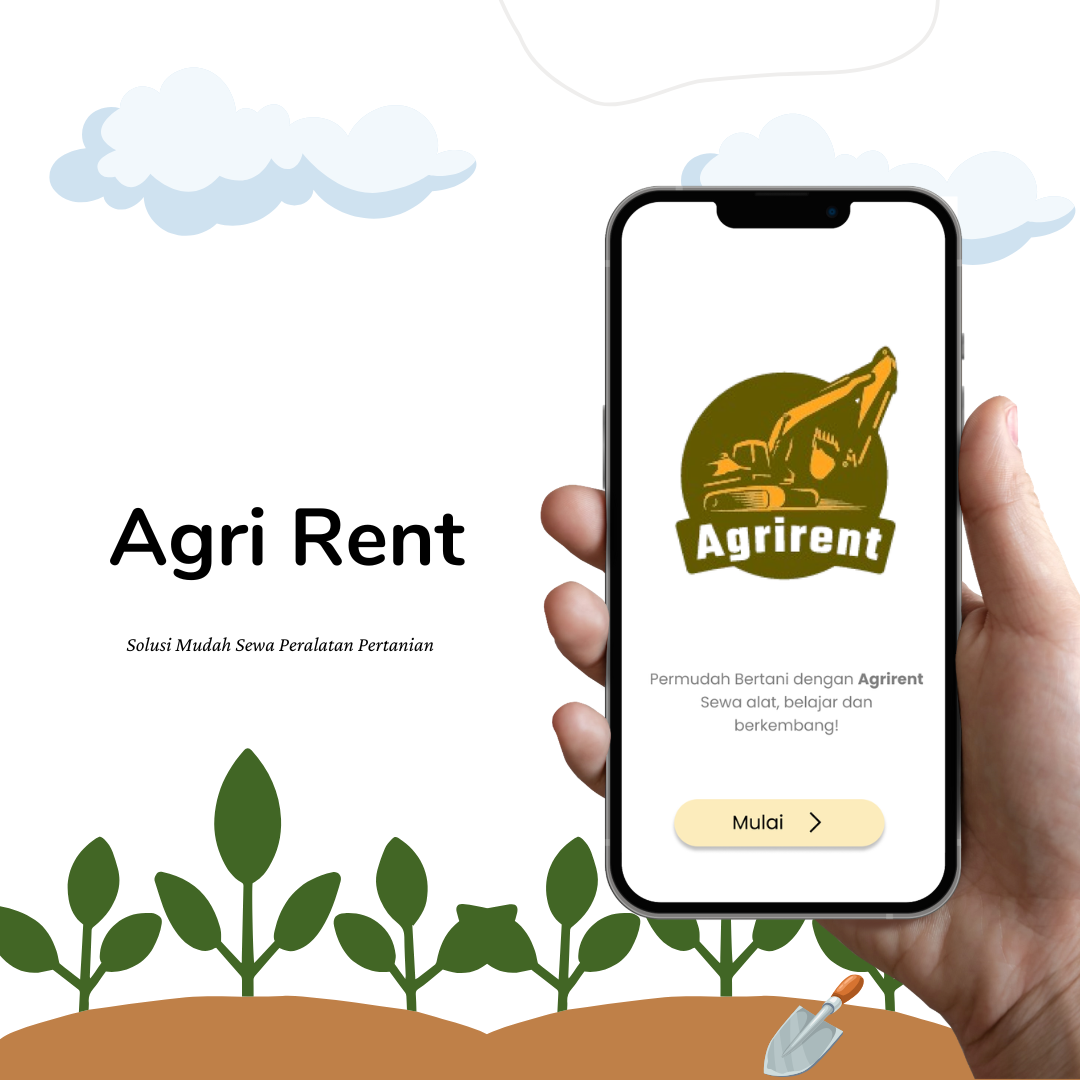 Agri Rent
Solusi Mudah Sewa Peralatan Pertanian
Agrirent
Permudah Bertani dengan Agrirent
Sewa alat, belajar dan
berkembang!
Mulai